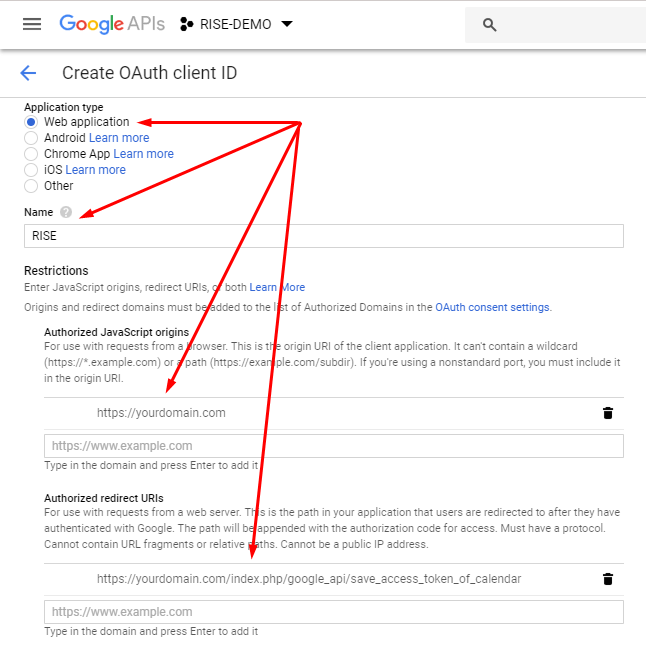 Google APIs RISE-DEMO
Create OAuth client ID
Application type
Web application
Android Learn more
Chrome App Learn more
iOS Learn more
Other
Name ?
RISE
Restrictions
Enter JavaScript origins, redirect URIs, or both Learn More
Origins and redirect domains must be added to the list of Authorized Domains in the OAuth consent settings.
Authorized JavaScript origins
For use with requests from a browser. This is the origin URI of the client application. It can't contain a wildcard
(https://*.example.com) or a path (https://example.com/subdir). If you're using a nonstandard port, you must include it
in the origin URI.
https://yourdomain.com
https://www.example.com
Type in the domain and press Enter to add it
Authorized redirect URIs
For use with requests from a web server. This is the path in your application that users are redirected to after they have
authenticated with Google. The path will be appended with the authorization code for access. Must have a protocol.
Cannot contain URL fragments or relative paths. Cannot be a public IP address.
https://yourdomain.com/index.php/google_api/save_access_token_of_calendar
https://www.example.com
Type in the domain and press Enter to add it